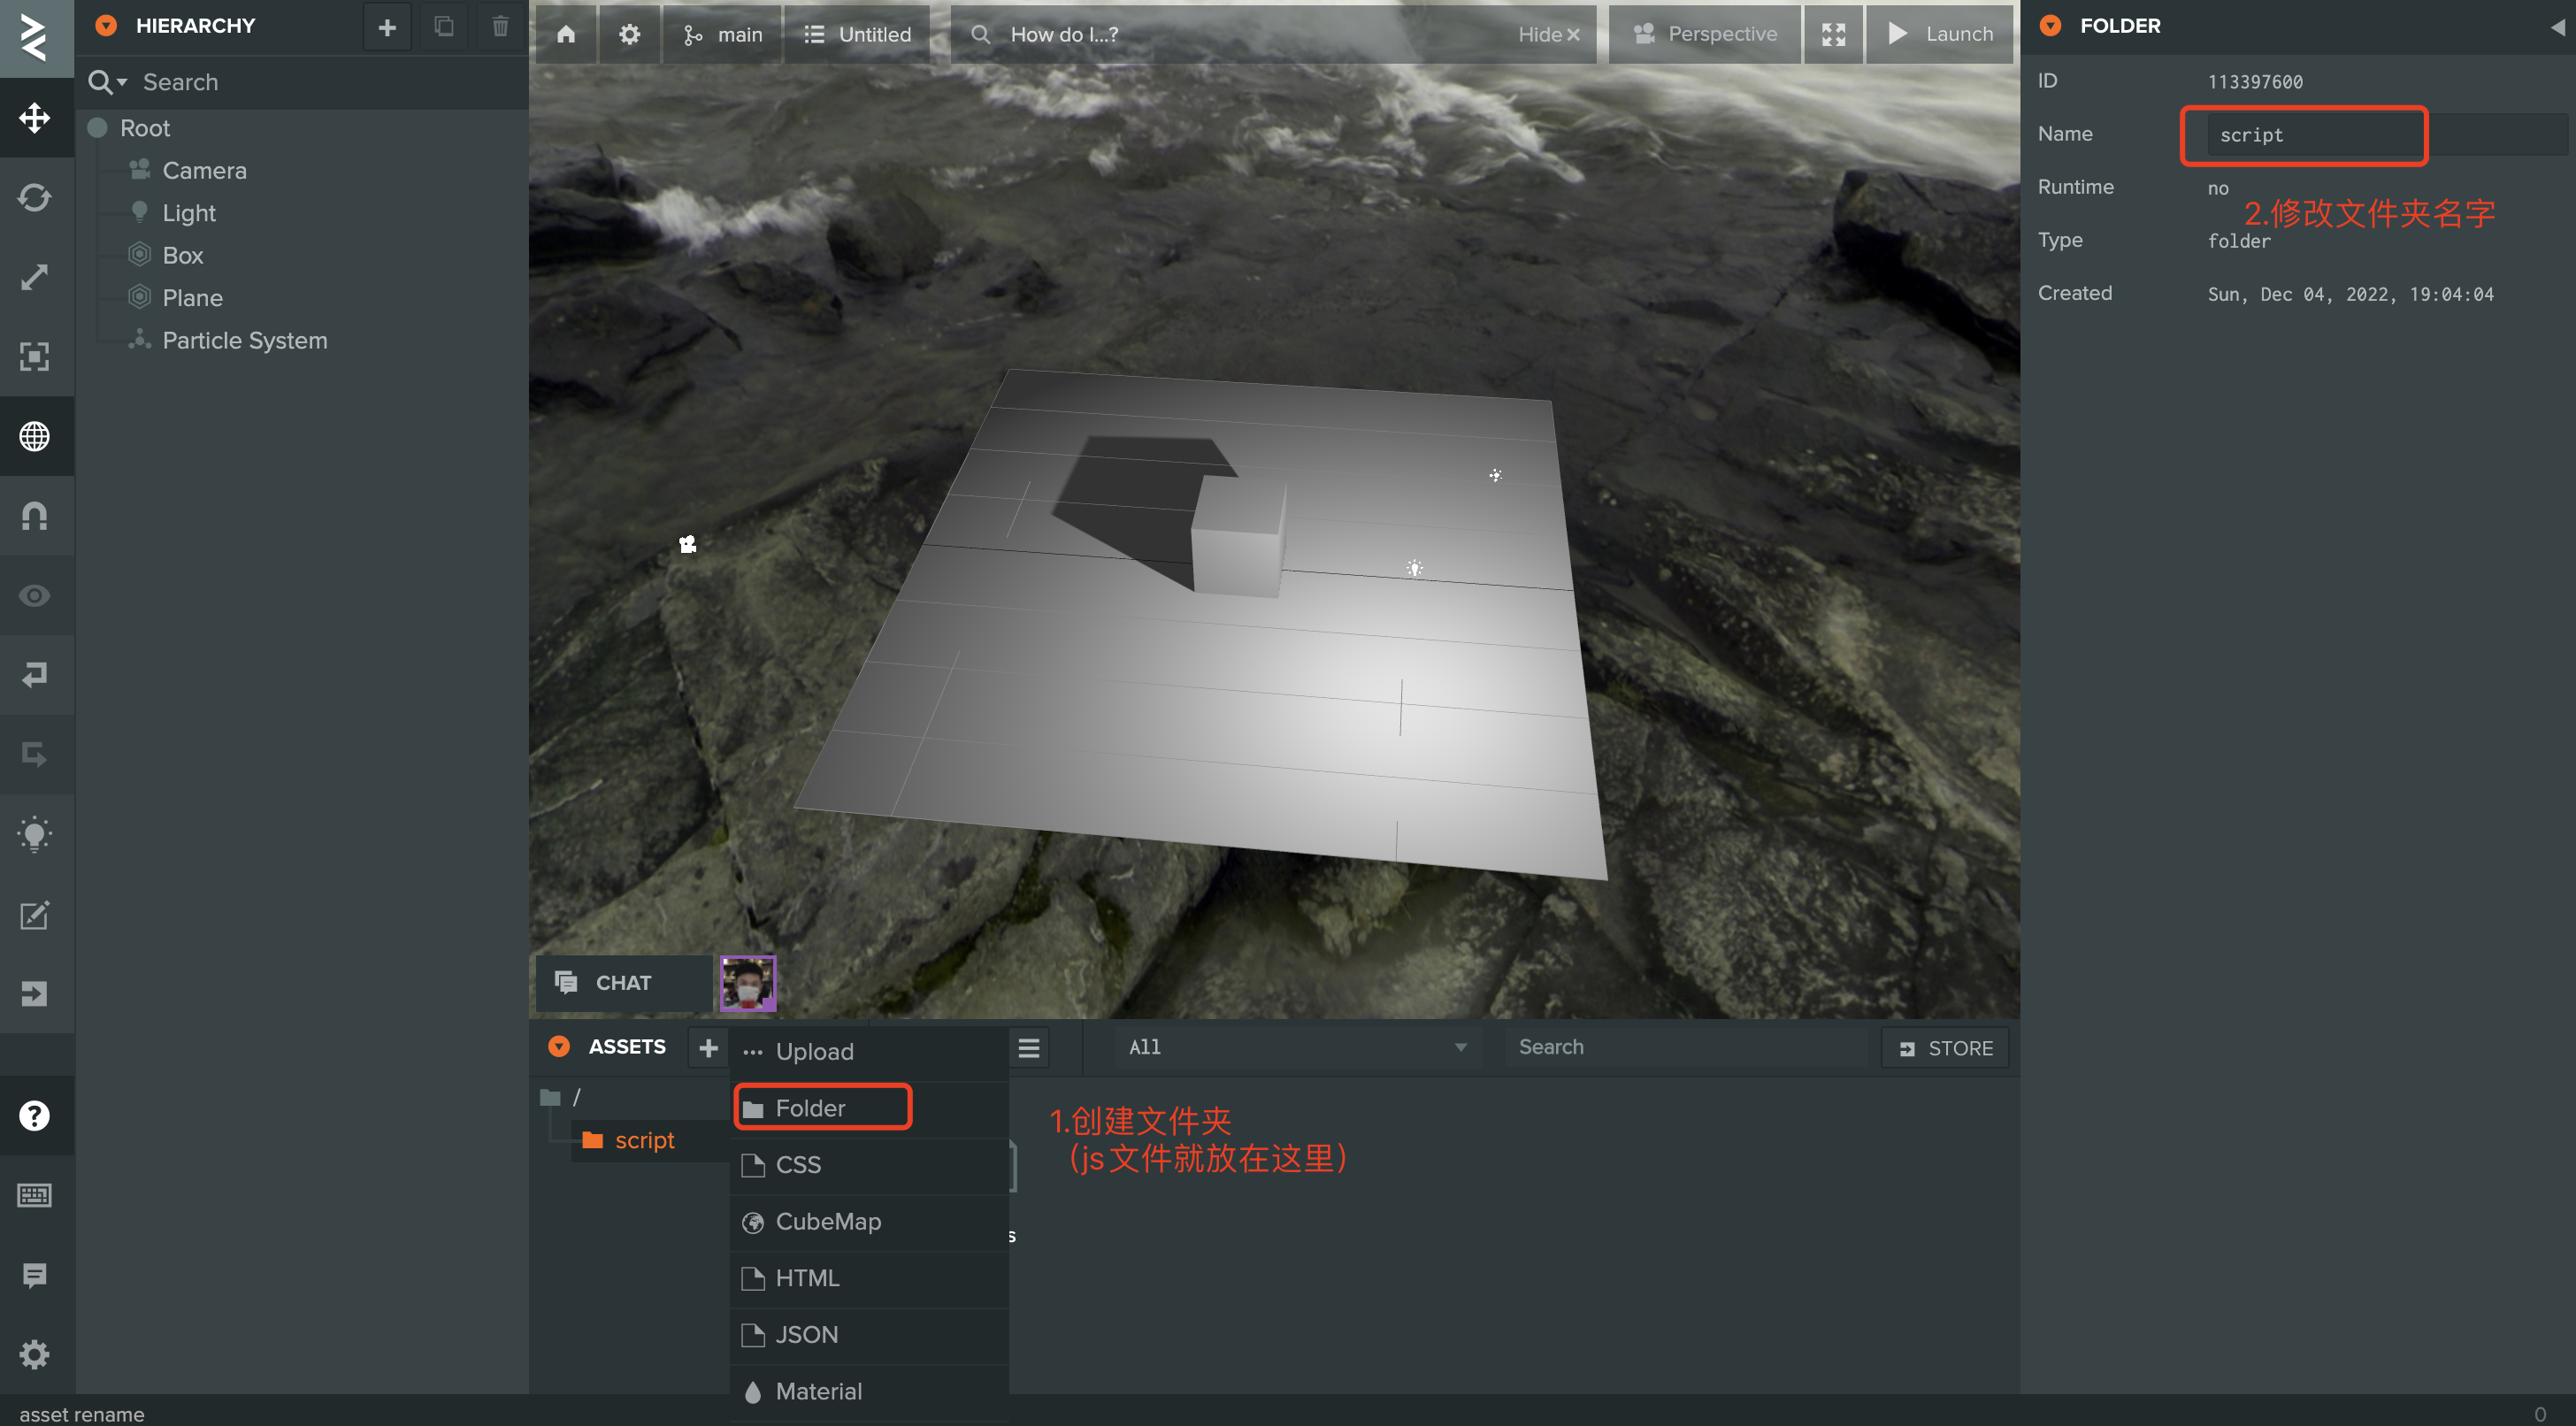 HIERARCHY
Search
Root
Camera
Light
Box
Plane
Particle System
main
Untitled
How do I...?
Hide
Perspective
Launch
CHAT
ASSETS
Upload
Folder
CSS
CubeMap
HTML
JSON
Material
/
script
All
Search
STORE
1.创建文件夹
（js文件就放在这里）
s
FOLDER
ID
113397600
Name
script
Runtime
no
2.修改文件夹名字
Type
folder
Created
Sun, Dec 04, 2022, 19:04:04
asset rename
0